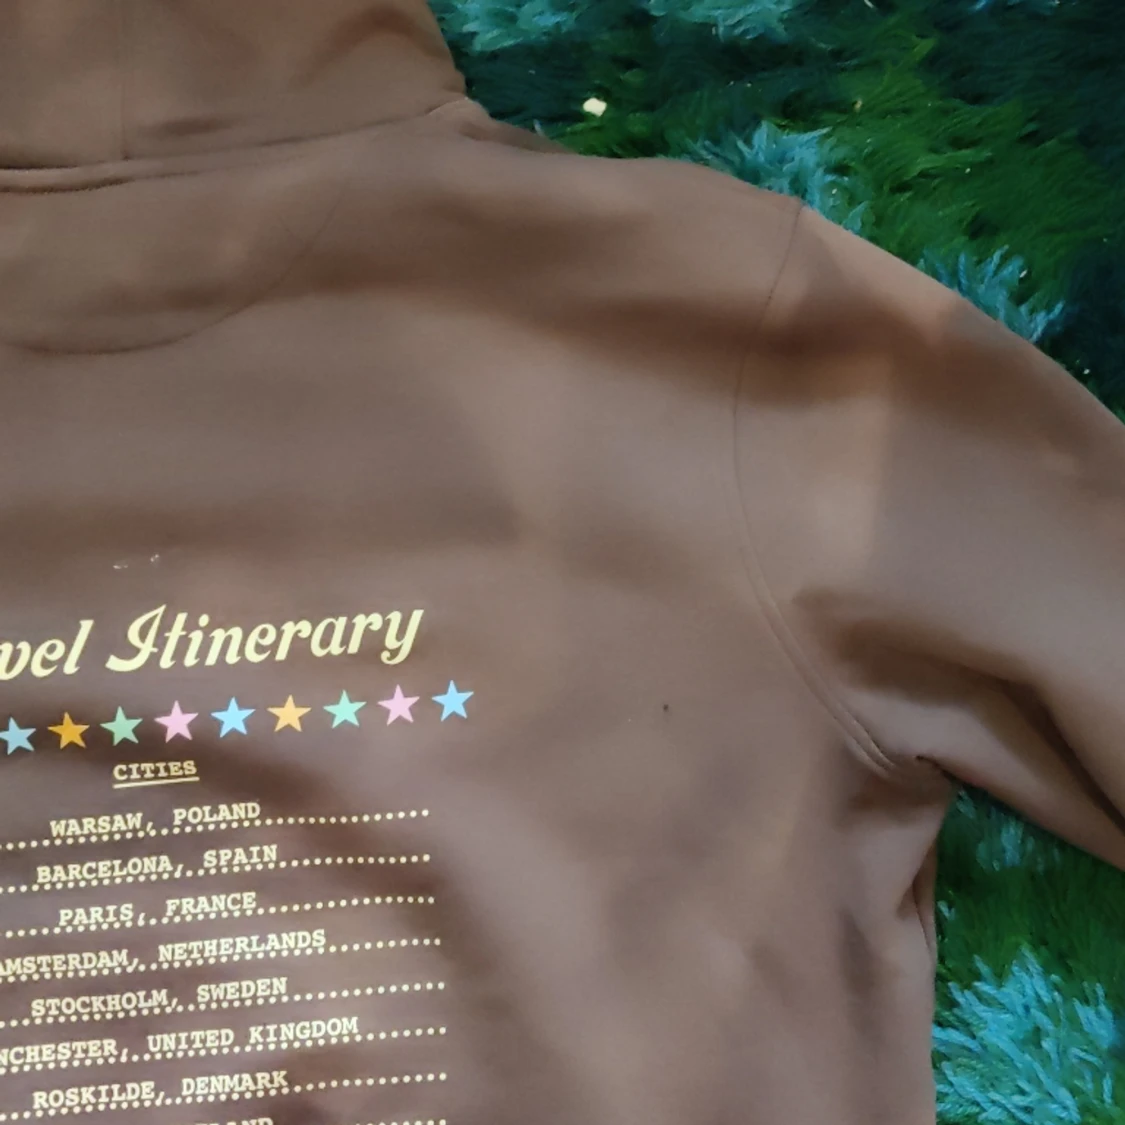 vel Itinerary
CITIES
WARSAW, POLAND
BARCELONA, SPAIN
PARIS, FRANCE
AMSTERDAM, NETHERLANDS
STOCKHOLM, SWEDEN
NCHESTER, UNITED KINGDOM
ROSKILDE, DENMARK